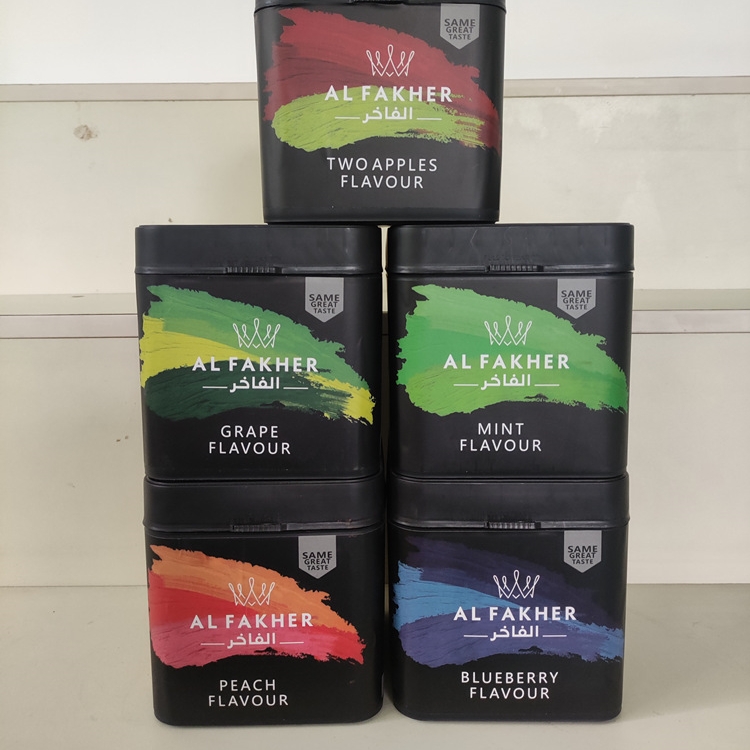 SAME
GREAT
TASTE
AL FAKHER
الفاخر
TWO APPLES
FLAVOUR
SAME
GREAT
TASTE
AL FAKHER
الفاخر
GRAPE
FLAVOUR
SAME
GREAT
TASTE
AL FAKHER
الفاخر
MINT
FLAVOUR
SAME
GREAT
TASTE
AL FAKHER
الفاخر
PEACH
FLAVOUR
SAME
GREAT
TASTE
AL FAKHER
الفاخر
BLUEBERRY
FLAVOUR